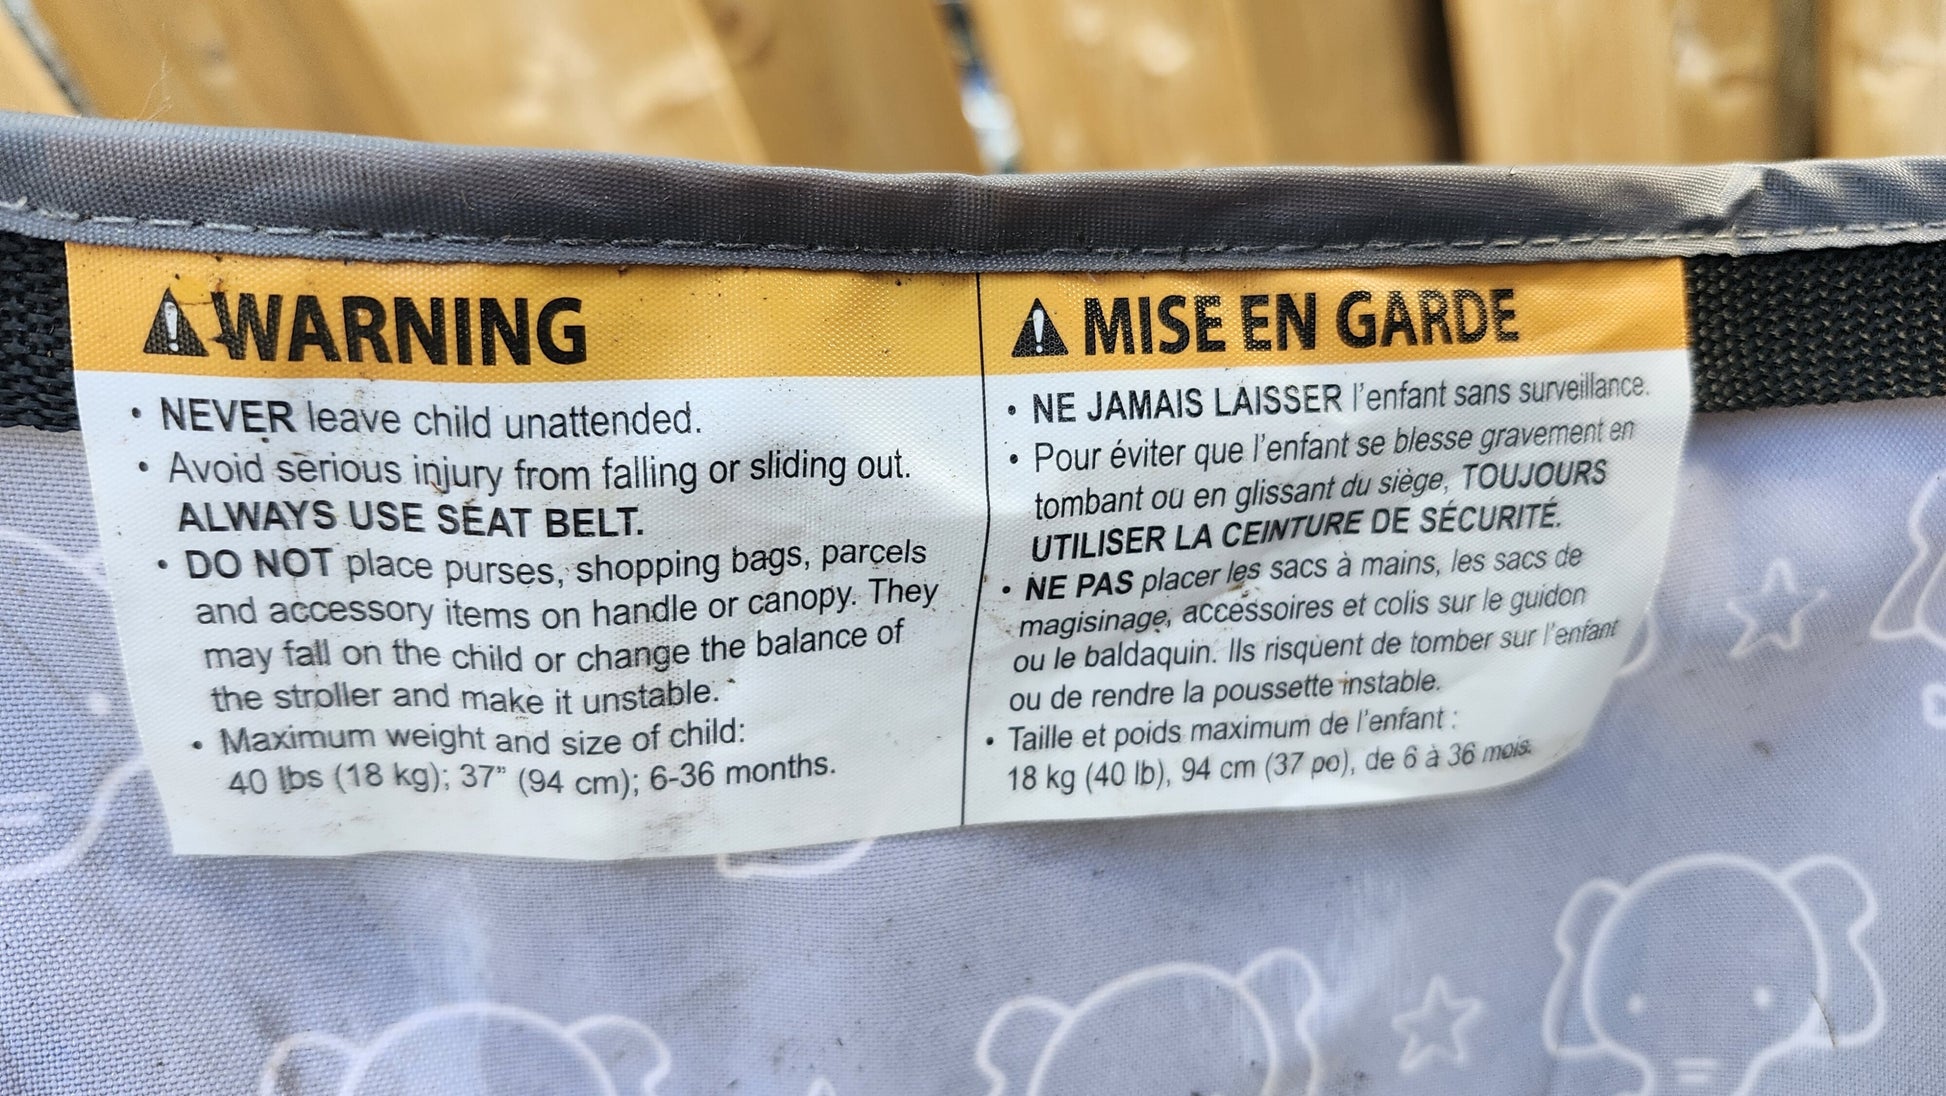 WARNING
• NEVER leave child unattended.
• Avoid serious injury from falling or sliding out.
ALWAYS USE SEAT BELT.
• DO NOT place purses, shopping bags, parcels
and accessory items on handle or canopy. They
may fall on the child or change the balance of
the stroller and make it unstable.
• Maximum weight and size of child:
40 lbs (18 kg); 37” (94 cm); 6-36 months.
MISE EN GARDE
• NE JAMAIS LAISSER l’enfant sans surveillance.
• Pour éviter que l’enfant se blesse gravement en
tombant ou en glissant du siège, TOUJOURS
UTILISER LA CEINTURE DE SÉCURITÉ.
• NE PAS placer les sacs à mains, les sacs de
magisinage, accessoires et colis sur le guidon
ou le baldaquin. Ils risquent de tomber sur l’enfant
ou de rendre la poussette instable.
• Taille et poids maximum de l’enfant :
18 kg (40 lb), 94 cm (37 po), de 6 à 36 mois.